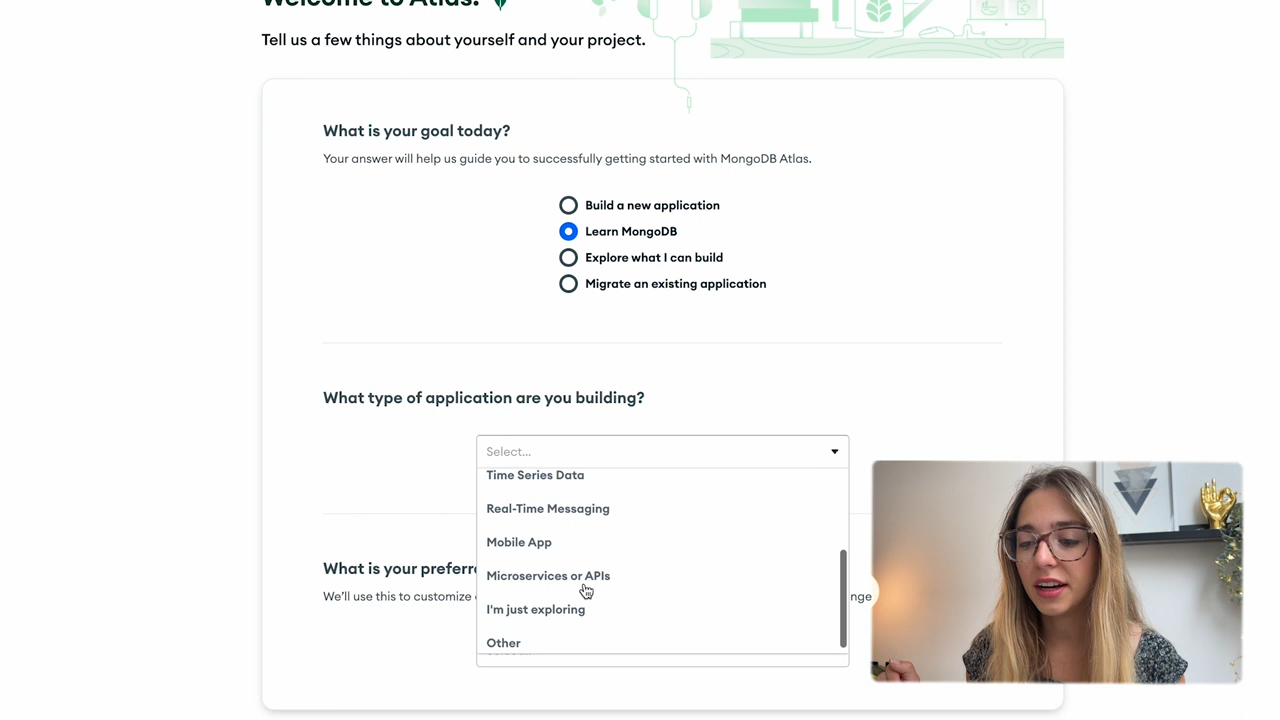 Welcome to Atlas!
Tell us a few things about yourself and your project.
What is your goal today?
Your answer will help us guide you to successfully getting started with MongoDB Atlas.
Build a new application
Learn MongoDB
Explore what I can build
Migrate an existing application
What type of application are you building?
Select...
Time Series Data
Real-Time Messaging
Mobile App
Microservices or APIs
I'm just exploring
Other
What is your preferr
We'll use this to customize
nge